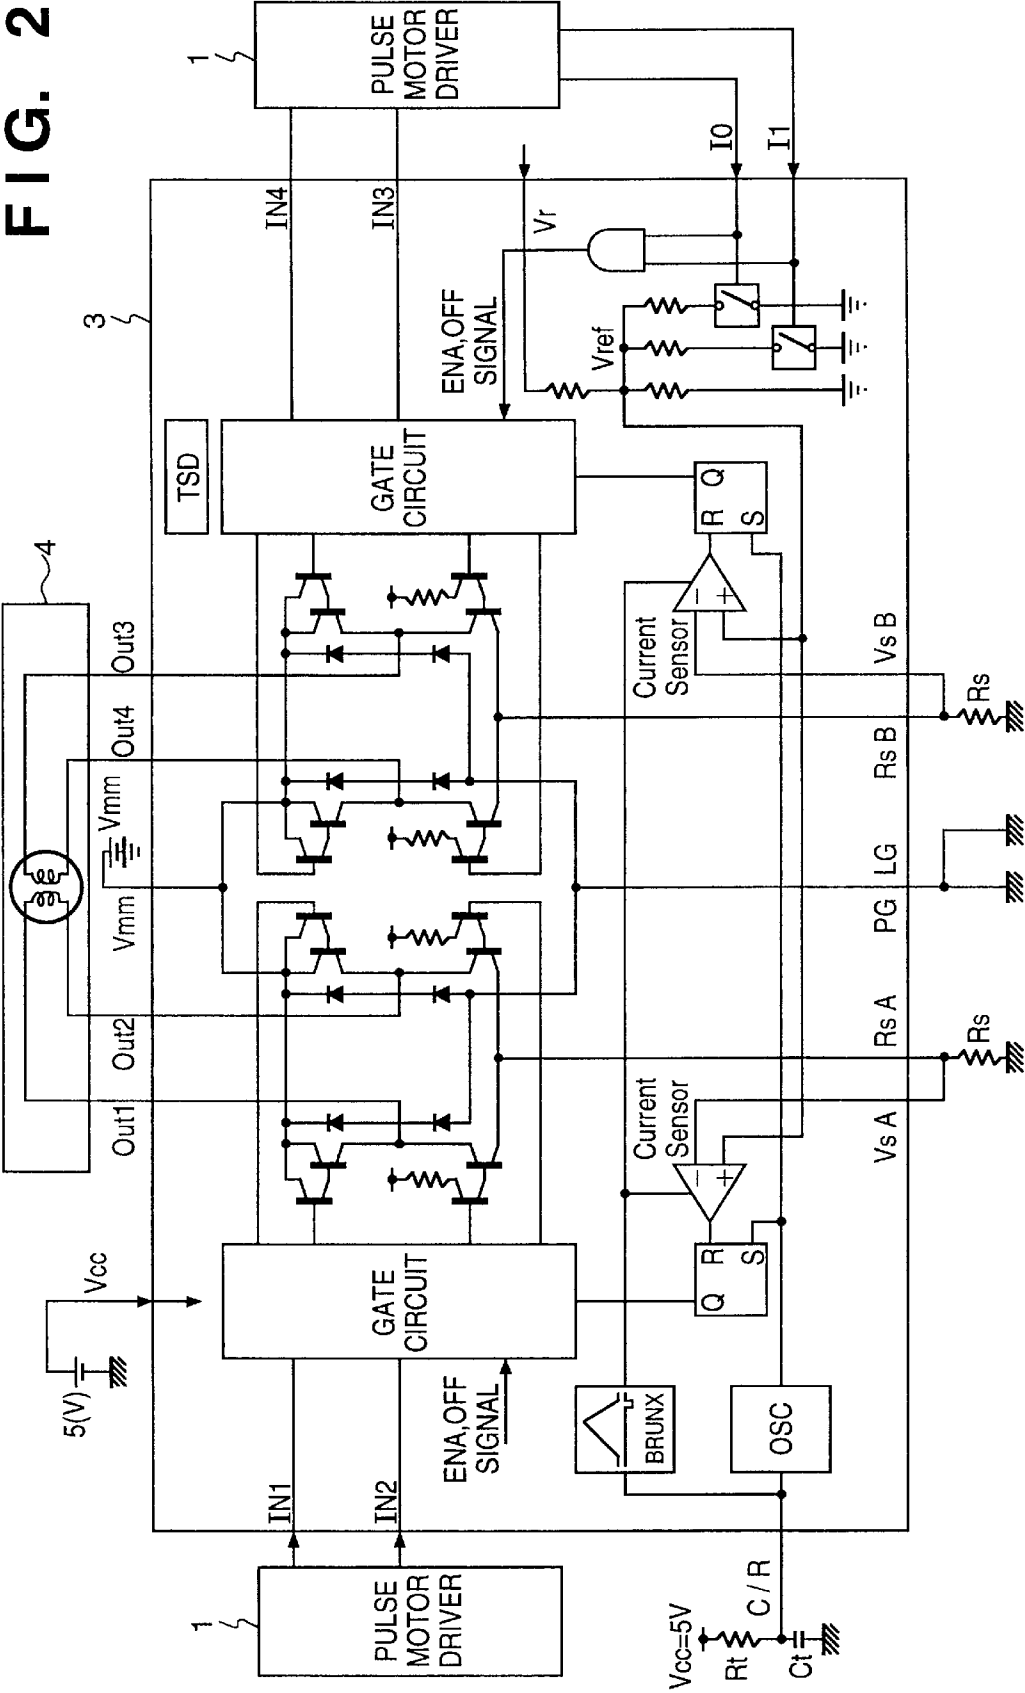 FIG. 2
1
PULSE
MOTOR
DRIVER
IN1
IN2
5(V)
Vcc
ENA,OFF
SIGNAL
GATE
CIRCUIT
Out1
Out2
Vmm
Vmm
Out4
Out3
4
TSD
GATE
CIRCUIT
3
ENA,OFF
SIGNAL
IN4
IN3
1
PULSE
MOTOR
DRIVER
Vr
Vref
I0
I1
Vcc=5V
Rt
Ct
C/R
BRUNX
OSC
Q
R
S
Current
Sensor
−
+
Current
Sensor
−
+
R
S
Q
Vs A
Rs A
Rs
PG
LG
Rs B
Vs B
Rs